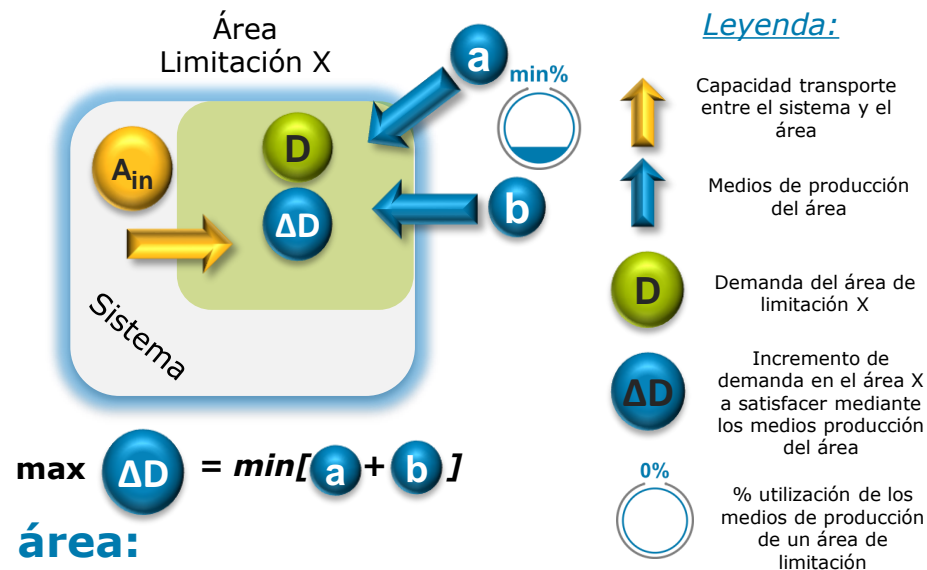 Área
Limitación X
a
min%
A_in
D
ΔD
b
Sistema
max ΔD = min[a + b]
área:
Leyenda:
Capacidad transporte
entre el sistema y el
área
Medios de producción
del área
D
Demanda del área de
limitación X
ΔD
Incremento de
demanda en el área X
a satisfacer mediante
los medios producción
del área
0%
% utilización de los
medios de producción
de un área de
limitación